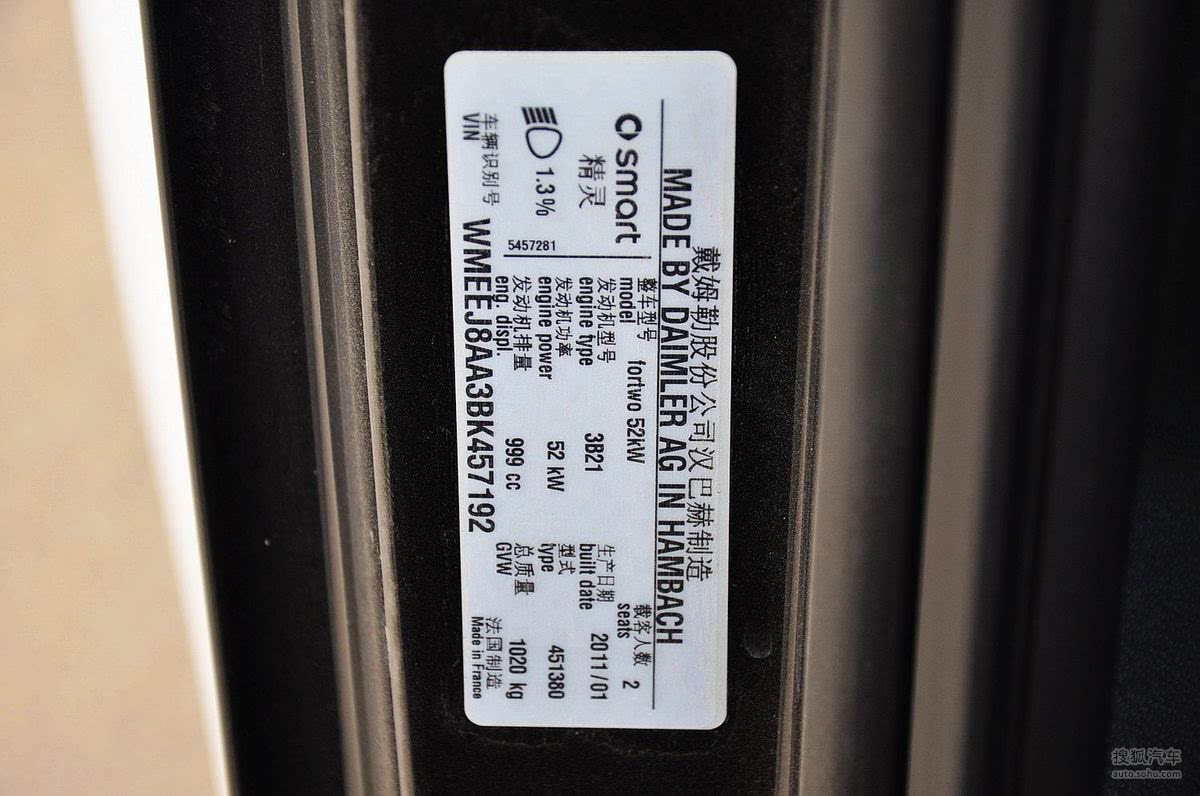 戴姆勒股份公司汉巴赫制造
MADE BY DAIMLER AG IN HAMBACH
smart
精灵
1.3%
5457281
整车型号
model fortwo 52kW
载客人数
seats 2
发动机型号
engine type 3B21
生产日期
built date 2011/01
发动机功率
engine power 52 kW
型式
type 451380
发动机排量
eng. displ. 999 cc
总质量
GVW 1020 kg
车辆识别号
VIN WMEEJ8AA3BK457192
法国制造
Made in France
搜狐汽车
auto.sohu.com